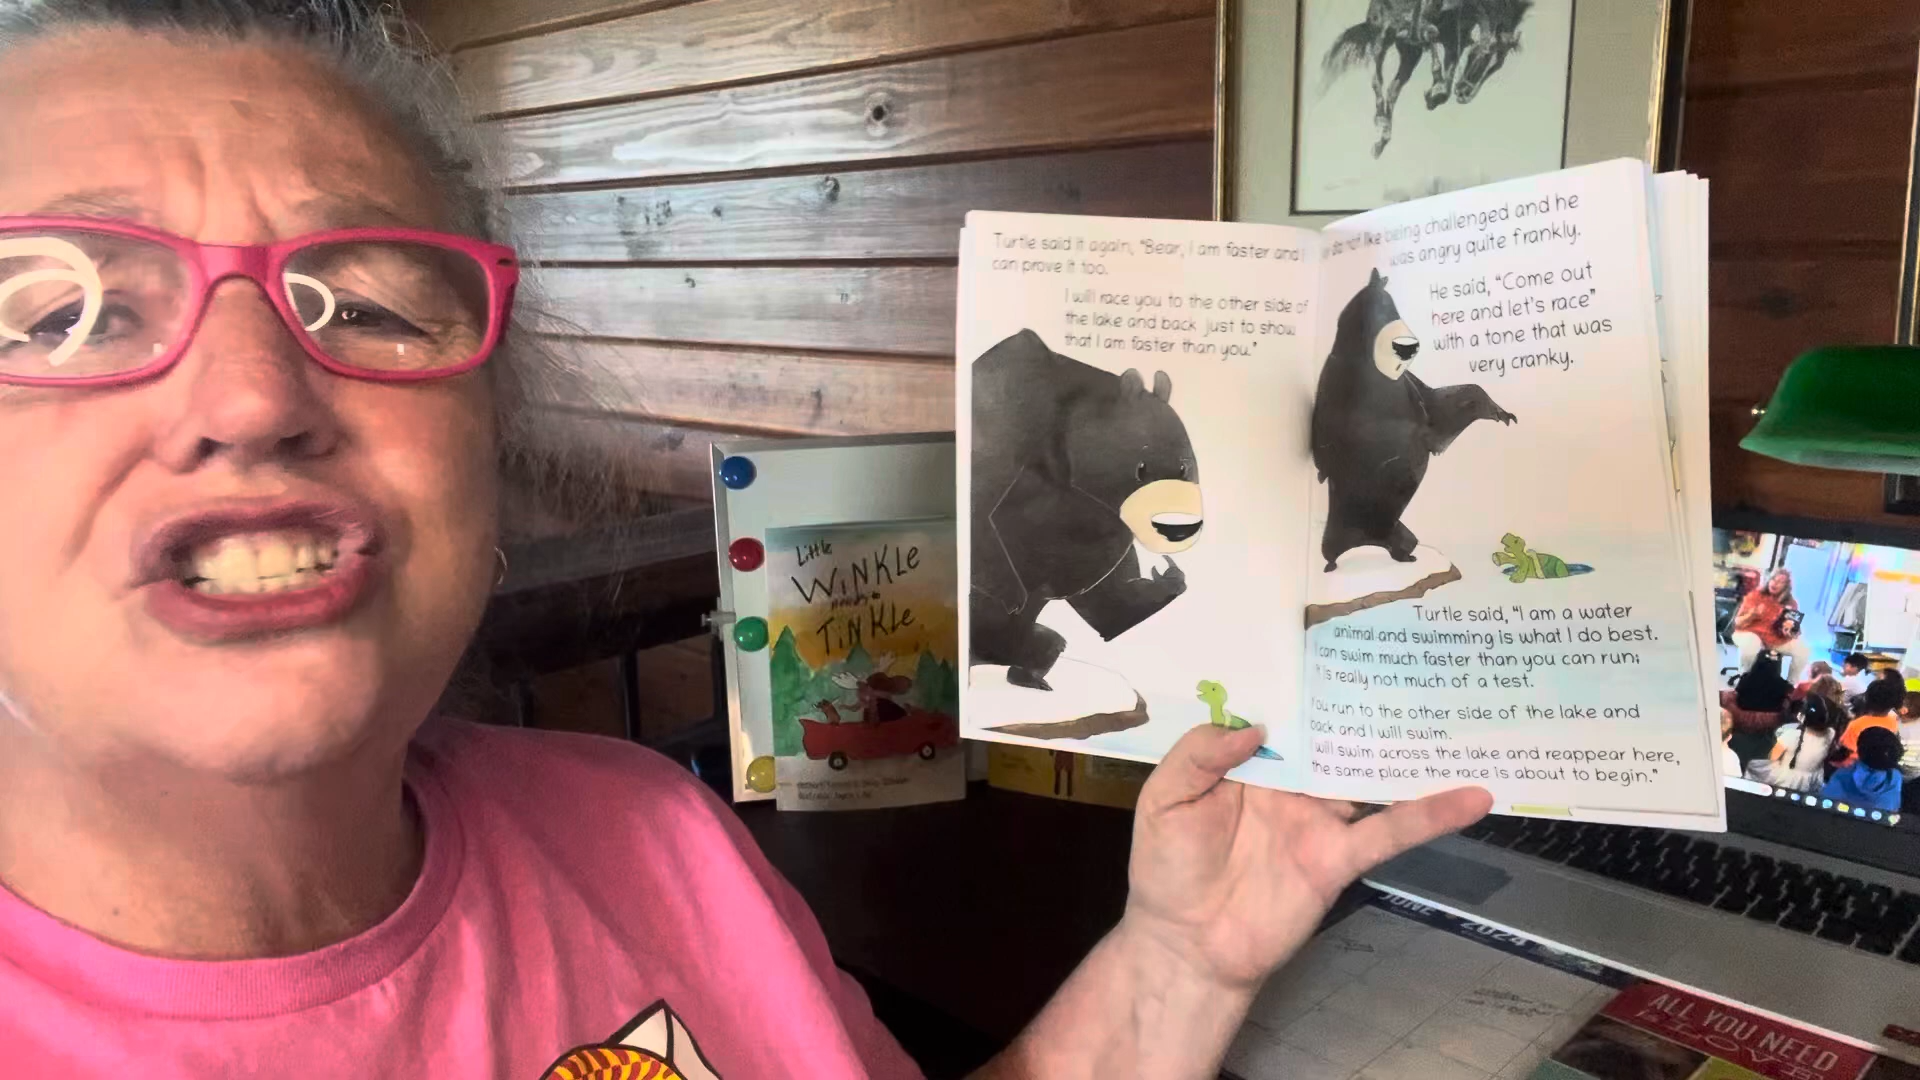 Turtle said it again, "Bear, I am faster and I
can prove it too.
I will race you to the other side of
the lake and back just to show
that I am faster than you."
do not like being challenged and he
was angry quite frankly.
He said, "Come out
here and let's race"
with a tone that was
very cranky.
Turtle said, "I am a water
animal and swimming is what I do best.
I can swim much faster than you can run;
it is really not much of a test.
You run to the other side of the lake and
back and I will swim.
I will swim across the lake and reappear here,
the same place the race is about to begin."
Little
WiNKLE
needs to
TiNKLe
JUNE 2024
ALL YOU NEED